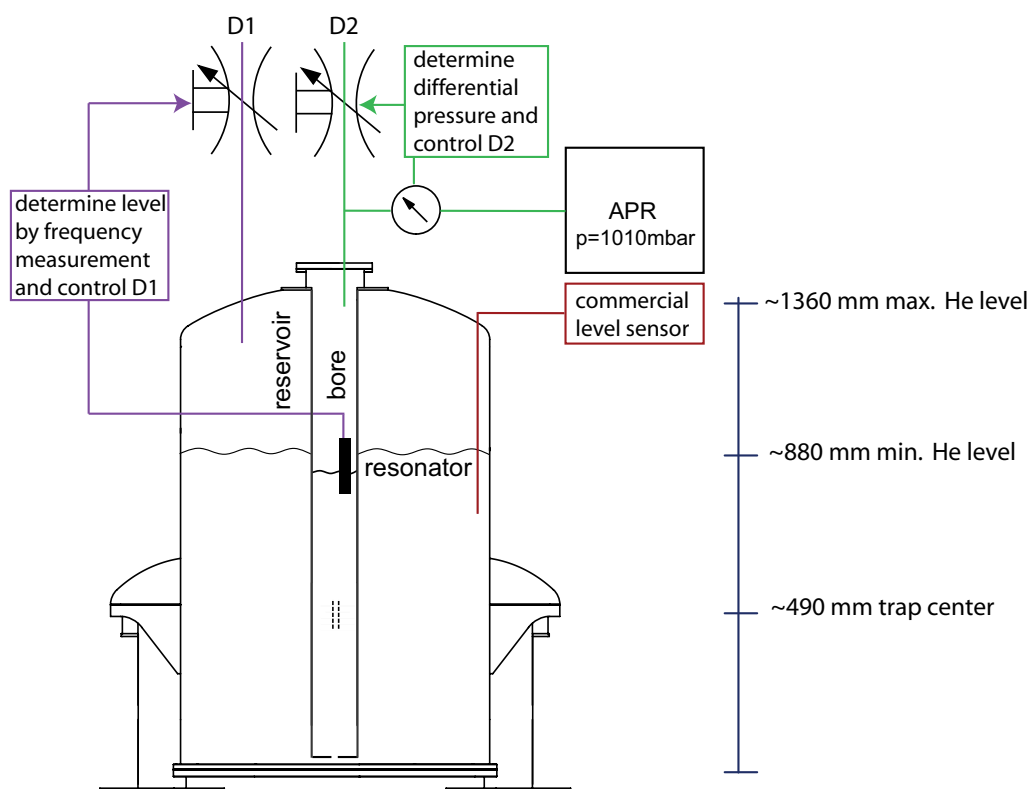 D1
D2
determine
differential
pressure and
control D2
determine level
by frequency
measurement
and control D1
APR
p=1010mbar
commercial
level sensor
reservoir
bore
resonator
~1360 mm max. He level
~880 mm min. He level
~490 mm trap center